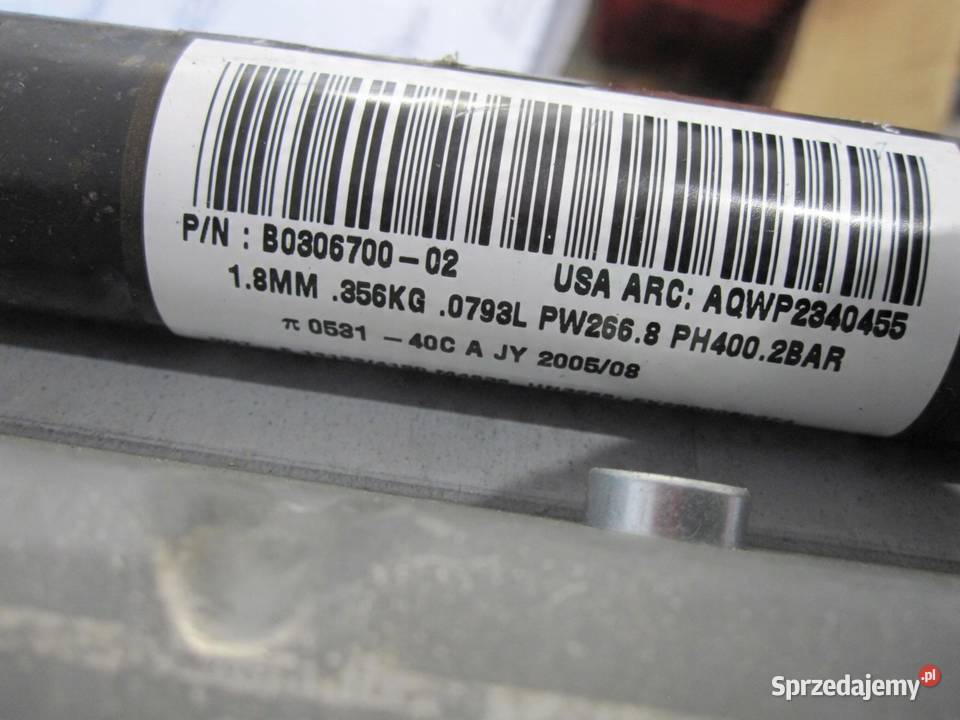 P/N : B0306700-02 USA ARC: AQWP2340455
1.8MM .356KG .0793L PW266.8 PH400.2BAR
π 0531 -40C A JY 2005/08
Sprzedajemy.pl